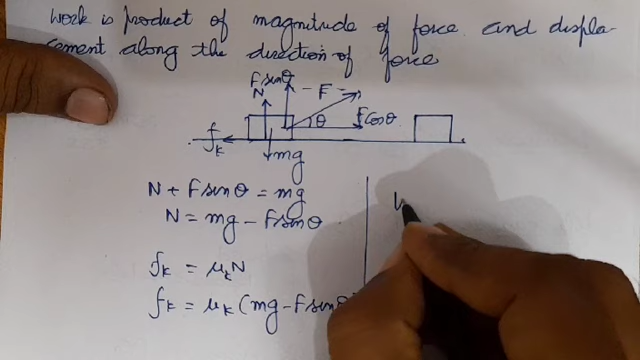 Work is product of magnitude of force and displa-
cement along the direction of force
Fsinθ
N
F
θ
Fcosθ
fk
mg
N + Fsinθ = mg
N = mg - Fsinθ
fk = μkN
fk = μk(mg-Fsinθ